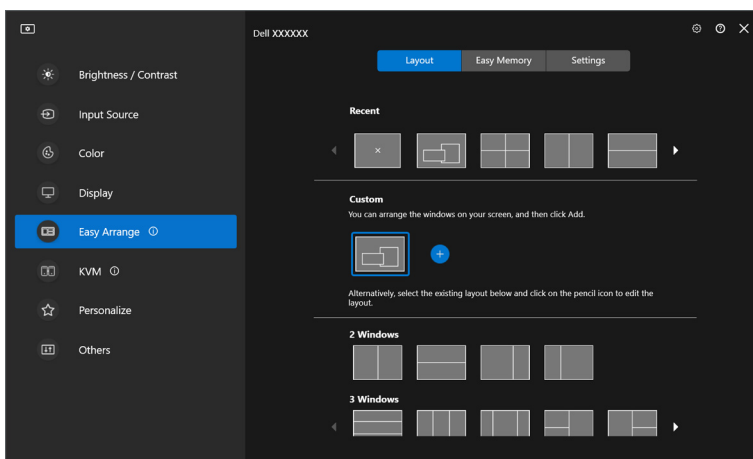 Dell XXXXXX
Brightness / Contrast
Input Source
Color
Display
Easy Arrange
KVM
Personalize
Others
Layout
Easy Memory
Settings
Recent
Custom
You can arrange the windows on your screen, and then click Add.
Alternatively, select the existing layout below and click on the pencil icon to edit the
layout.
2 Windows
3 Windows